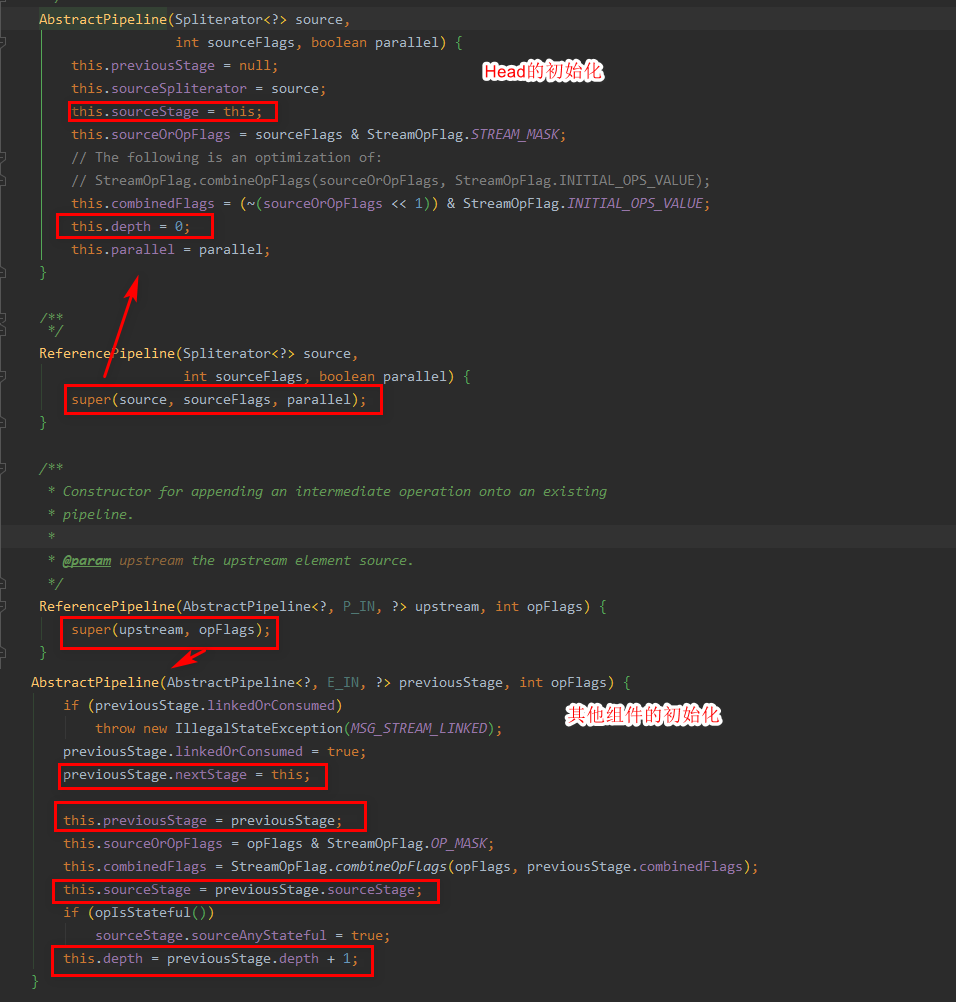 AbstractPipeline(Spliterator<?> source,
int sourceFlags, boolean parallel) {
Head的初始化
this.previousStage = null;
this.sourceSpliterator = source;
this.sourceStage = this;
this.sourceOrOpFlags = sourceFlags & StreamOpFlag.STREAM_MASK;
// The following is an optimization of:
// StreamOpFlag.combineOpFlags(sourceOrOpFlags, StreamOpFlag.INITIAL_OPS_VALUE);
this.combinedFlags = (~(sourceOrOpFlags << 1)) & StreamOpFlag.INITIAL_OPS_VALUE;
this.depth = 0;
this.parallel = parallel;
}
/**
*/
ReferencePipeline(Spliterator<?> source,
int sourceFlags, boolean parallel) {
super(source, sourceFlags, parallel);
}
/**
* Constructor for appending an intermediate operation onto an existing
* pipeline.
*
* @param upstream the upstream element source.
*/
ReferencePipeline(AbstractPipeline<?, P_IN, ?> upstream, int opFlags) {
super(upstream, opFlags);
}
AbstractPipeline(AbstractPipeline<?, E_IN, ?> previousStage, int opFlags) {
其他组件的初始化
if (previousStage.linkedOrConsumed)
throw new IllegalStateException(MSG_STREAM_LINKED);
previousStage.linkedOrConsumed = true;
previousStage.nextStage = this;
this.previousStage = previousStage;
this.sourceOrOpFlags = opFlags & StreamOpFlag.OP_MASK;
this.combinedFlags = StreamOpFlag.combineOpFlags(opFlags, previousStage.combinedFlags);
this.sourceStage = previousStage.sourceStage;
if (opIsStateful())
sourceStage.sourceAnyStateful = true;
this.depth = previousStage.depth + 1;
}